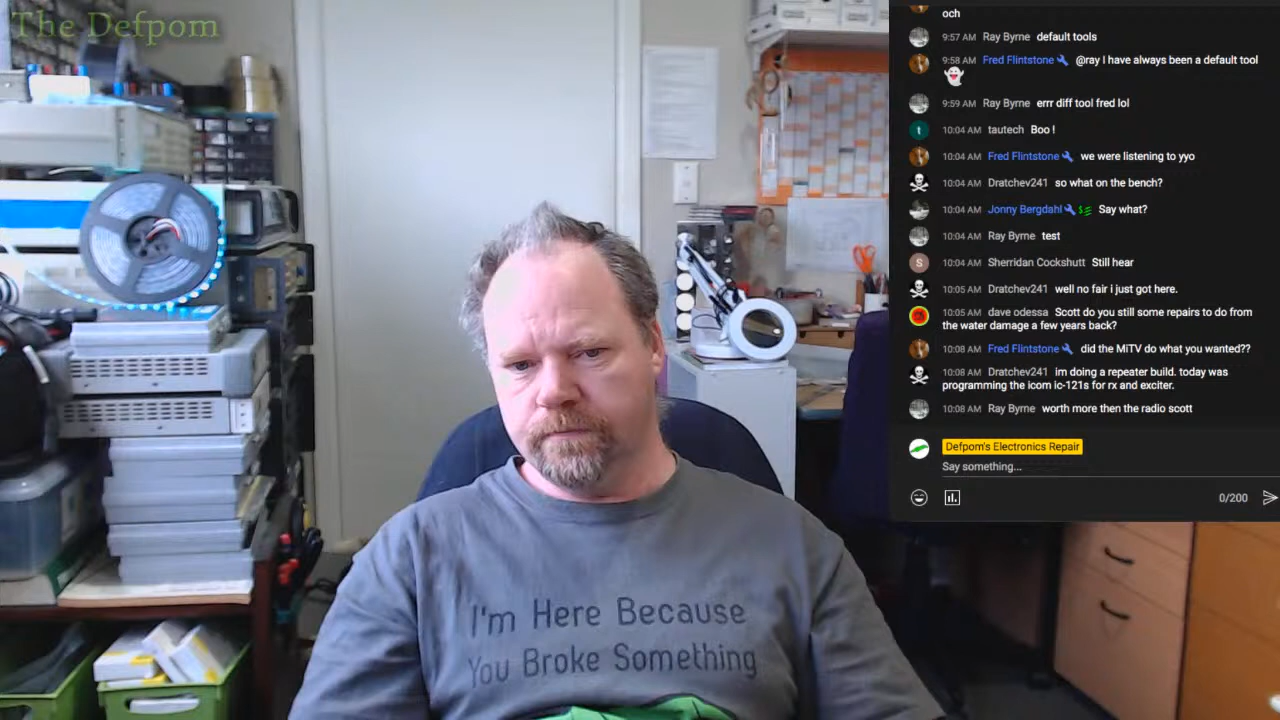 The Defpom
och
9:57 AM Ray Byrne default tools
9:58 AM Fred Flintstone @ray I have always been a default tool
👻
9:59 AM Ray Byrne errr diff tool fred lol
t
10:04 AM tautech Boo !
10:04 AM Fred Flintstone we were listening to yyo
10:04 AM Dratchev241 so what on the bench?
10:04 AM Jonny Bergdahl Say what?
10:04 AM Ray Byrne test
S
10:04 AM Sherridan Cockshutt Still hear
10:05 AM Dratchev241 well no fair i just got here.
10:05 AM dave odessa Scott do you still some repairs to do from
the water damage a few years back?
10:08 AM Fred Flintstone did the MiTV do what you wanted??
10:08 AM Dratchev241 im doing a repeater build. today was
programming the icom ic-121s for rx and exciter.
10:08 AM Ray Byrne worth more then the radio scott
Defpom's Electronics Repair
Say something...
0/200
I'm Here Because
You Broke Something